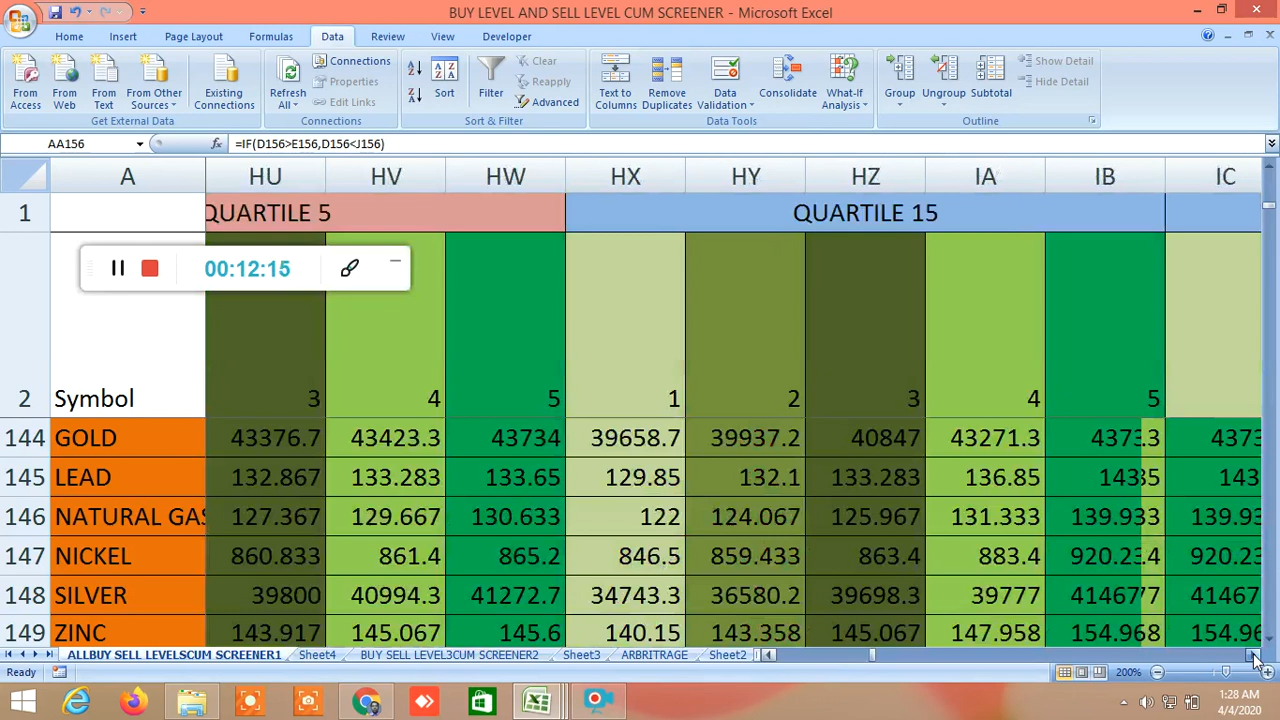 BUY LEVEL AND SELL LEVEL CUM SCREENER - Microsoft Excel
Home Insert Page Layout Formulas Data Review View Developer
From Access
From Web
From Text
From Other Sources
Existing Connections
Get External Data
Refresh All
Connections
Properties
Edit Links
Connections
Sort
Filter
Clear
Reapply
Advanced
Sort & Filter
Text to Columns
Remove Duplicates
Data Validation
Consolidate
What-If Analysis
Data Tools
Group
Ungroup
Subtotal
Show Detail
Hide Detail
Outline
AA156 fx =IF(D156>E156,D156<J156)
A HU HV HW HX HY HZ IA IB IC
1 QUARTILE 5 QUARTILE 15
00:12:15
2 Symbol 3 4 5 1 2 3 4 5
144 GOLD 43376.7 43423.3 43734 39658.7 39937.2 40847 43271.3
145 LEAD 132.867 133.283 133.65 129.85 132.1 133.283 136.85
146 NATURAL GAS 127.367 129.667 130.633 122 124.067 125.967 131.333
147 NICKEL 860.833 861.4 865.2 846.5 859.433 863.4 883.4
148 SILVER 39800 40994.3 41272.7 34743.3 36580.2 39698.3 39777
149 ZINC 143.917 145.067 145.6 140.15 143.358 145.067 147.958
ALLBUY SELL LEVELSCUM SCREENER1 Sheet4 BUY SELL LEVEL3CUM SCREENER2 Sheet3 ARBRITRAGE Sheet2
Ready 200%
1:28 AM
4/4/2020